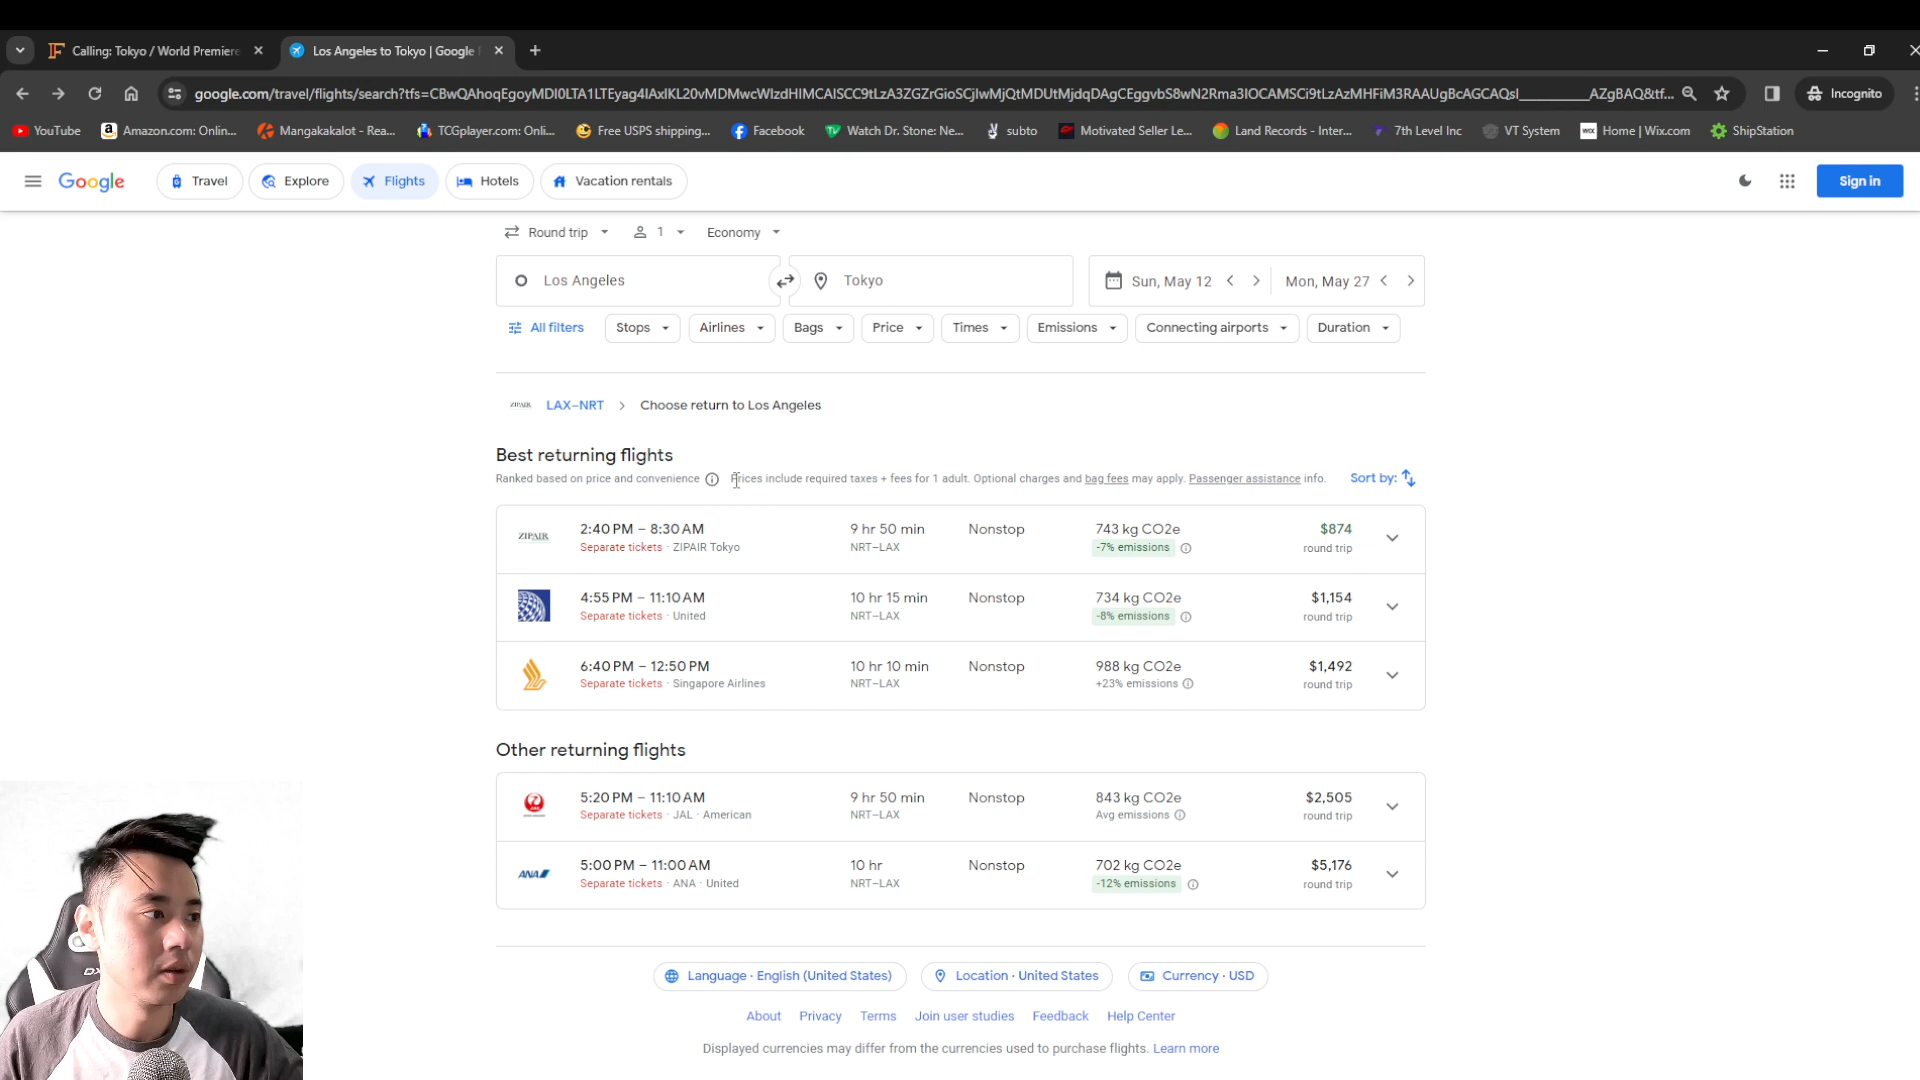 Calling: Tokyo / World Premiere
Los Angeles to Tokyo | Google
google.com/travel/flights/search?tfs=CBwQAhoqEgoyMDI0LTA1LTEyag4IAxIKL20vMDMwcWIzdHIMCAISCC9tLzA3ZGZrGioSCjIwMjQtMDUtMjdqDAgCEggvbS8wN2Rma3IOCAMSCi9tLzAzMHFiM3RAAUgBcAGCAQsI___________AZgBAQ&tf...
Incognito
YouTube
Amazon.com: Onlin...
Mangakakalot - Rea...
TCGplayer.com: Onli...
Free USPS shipping...
Facebook
Watch Dr. Stone: Ne...
subto
Motivated Seller Le...
Land Records - Inter...
7th Level Inc
VT System
WIX
Home | Wix.com
ShipStation
Google
Travel
Explore
Flights
Hotels
Vacation rentals
Sign in
Round trip
1
Economy
Los Angeles
Tokyo
Sun, May 12
Mon, May 27
All filters
Stops
Airlines
Bags
Price
Times
Emissions
Connecting airports
Duration
ZIPAIR LAX–NRT > Choose return to Los Angeles
Best returning flights
Ranked based on price and convenience Prices include required taxes + fees for 1 adult. Optional charges and bag fees may apply. Passenger assistance info.
Sort by:
ZIPAIR
2:40 PM – 8:30 AM 9 hr 50 min Nonstop 743 kg CO2e $874
Separate tickets · ZIPAIR Tokyo NRT–LAX -7% emissions round trip
4:55 PM – 11:10 AM 10 hr 15 min Nonstop 734 kg CO2e $1,154
Separate tickets · United NRT–LAX -8% emissions round trip
6:40 PM – 12:50 PM 10 hr 10 min Nonstop 988 kg CO2e $1,492
Separate tickets · Singapore Airlines NRT–LAX +23% emissions round trip
Other returning flights
5:20 PM – 11:10 AM 9 hr 50 min Nonstop 843 kg CO2e $2,505
Separate tickets · JAL · American NRT–LAX Avg emissions round trip
ANA
5:00 PM – 11:00 AM 10 hr Nonstop 702 kg CO2e $5,176
Separate tickets · ANA · United NRT–LAX -12% emissions round trip
Language · English (United States)
Location · United States
Currency · USD
About Privacy Terms Join user studies Feedback Help Center
Displayed currencies may differ from the currencies used to purchase flights. Learn more